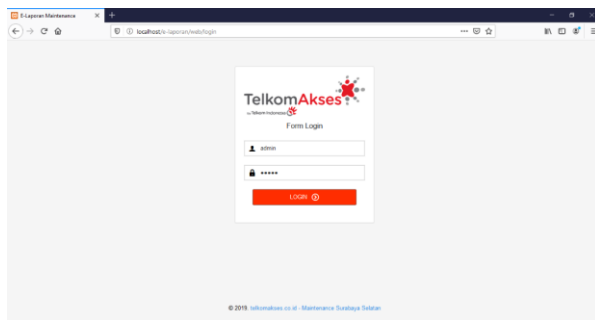 E-Laporan Maintenance
localhost/e-laporan/web/login
TelkomAkses
by Telkom Indonesia
Form Login
admin
•••••
LOGIN
© 2019. telkomakses.co.id - Maintenance Surabaya Selatan